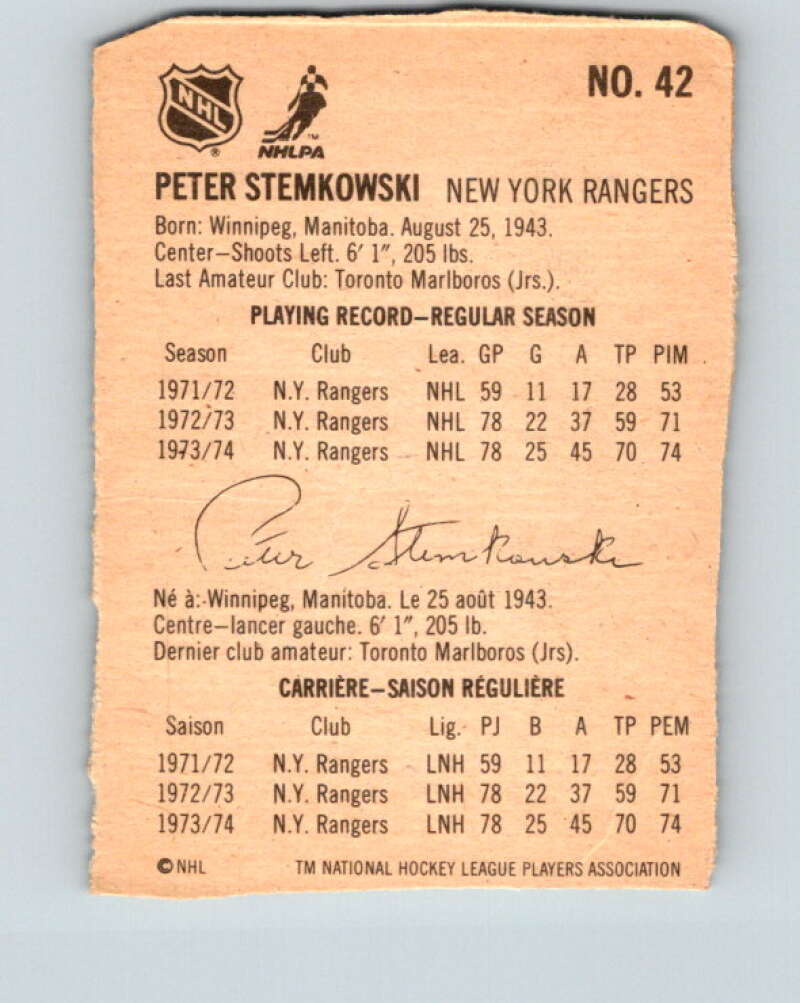 NO. 42
NHL
®
TM
NHLPA
PETER STEMKOWSKI NEW YORK RANGERS
Born: Winnipeg, Manitoba. August 25, 1943.
Center–Shoots Left. 6′ 1″, 205 lbs.
Last Amateur Club: Toronto Marlboros (Jrs.).
PLAYING RECORD–REGULAR SEASON
Season Club Lea. GP G A TP PIM
1971/72 N.Y. Rangers NHL 59 11 17 28 53
1972/73 N.Y. Rangers NHL 78 22 37 59 71
1973/74 N.Y. Rangers NHL 78 25 45 70 74
Peter Stemkowski
Né à: Winnipeg, Manitoba. Le 25 août 1943.
Centre–lancer gauche. 6′ 1″, 205 lb.
Dernier club amateur: Toronto Marlboros (Jrs).
CARRIÈRE–SAISON RÉGULIÈRE
Saison Club Lig. PJ B A TP PEM
1971/72 N.Y. Rangers LNH 59 11 17 28 53
1972/73 N.Y. Rangers LNH 78 22 37 59 71
1973/74 N.Y. Rangers LNH 78 25 45 70 74
© NHL TM NATIONAL HOCKEY LEAGUE PLAYERS ASSOCIATION